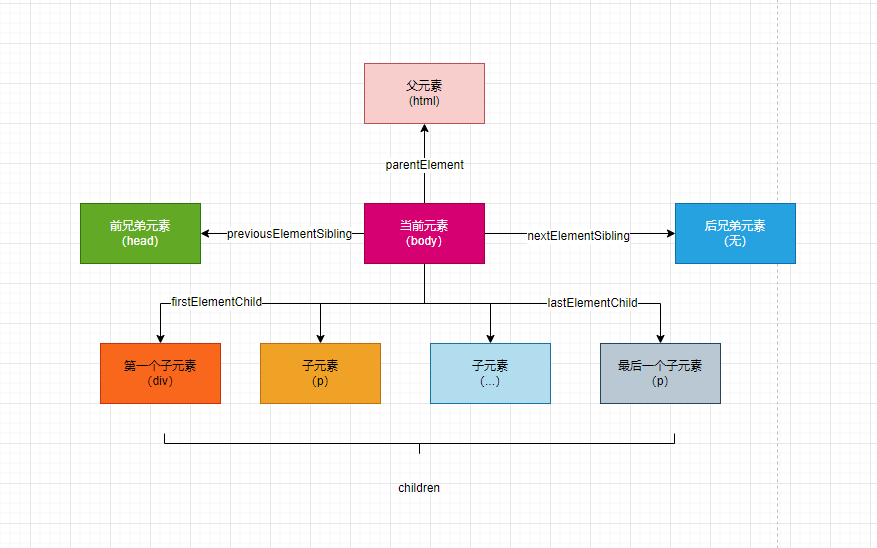 父元素
(html)
parentElement
前兄弟元素
(head)
previousElementSibling
当前元素
(body)
nextElementSibling
后兄弟元素
(无)
firstElementChild
lastElementChild
第一个子元素
(div)
子元素
(p)
子元素
(...)
最后一个子元素
(p)
children